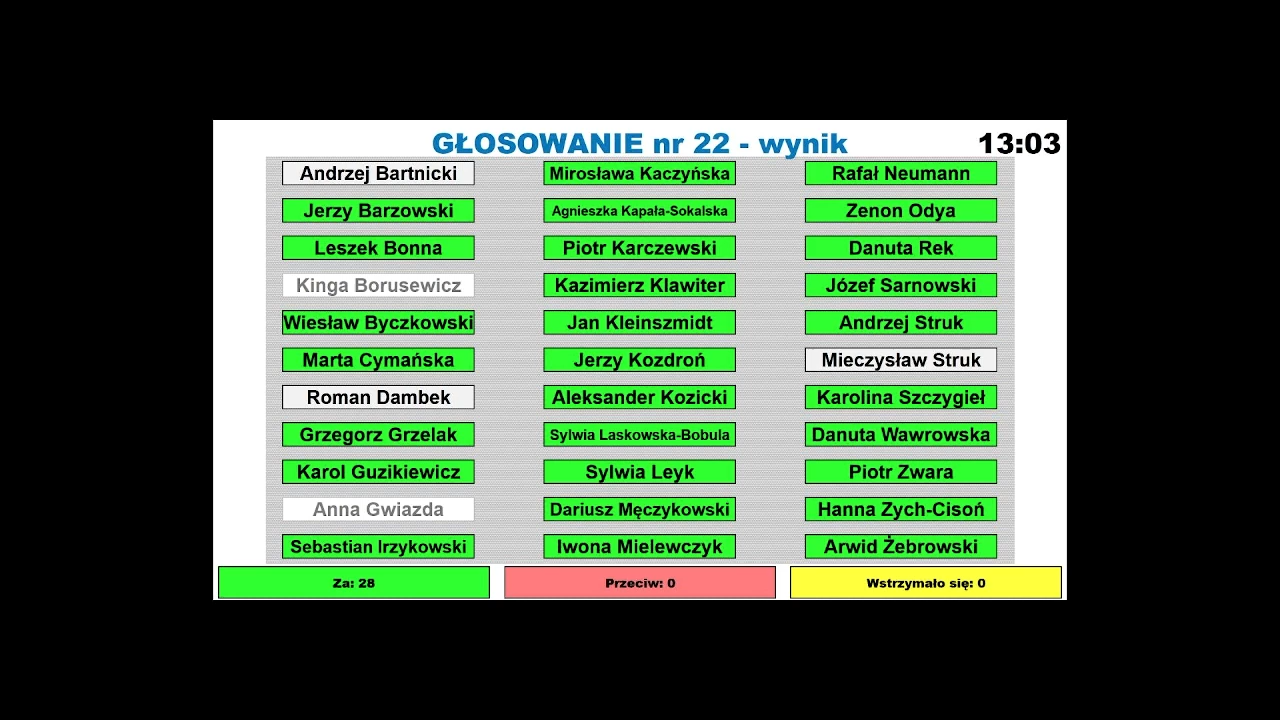 GŁOSOWANIE nr 22 - wynik
13:03
Andrzej Bartnicki
Jerzy Barzowski
Leszek Bonna
Kinga Borusewicz
Wiesław Byczkowski
Marta Cymańska
Roman Dambek
Grzegorz Grzelak
Karol Guzikiewicz
Anna Gwiazda
Sebastian Irzykowski
Mirosława Kaczyńska
Agnieszka Kapała-Sokalska
Piotr Karczewski
Kazimierz Klawiter
Jan Kleinszmidt
Jerzy Kozdroń
Aleksander Kozicki
Sylwia Laskowska-Bobula
Sylwia Leyk
Dariusz Męczykowski
Iwona Mielewczyk
Rafał Neumann
Zenon Odya
Danuta Rek
Józef Sarnowski
Andrzej Struk
Mieczysław Struk
Karolina Szczygieł
Danuta Wawrowska
Piotr Zwara
Hanna Zych-Cisoń
Arwid Żebrowski
Za: 28
Przeciw: 0
Wstrzymało się: 0